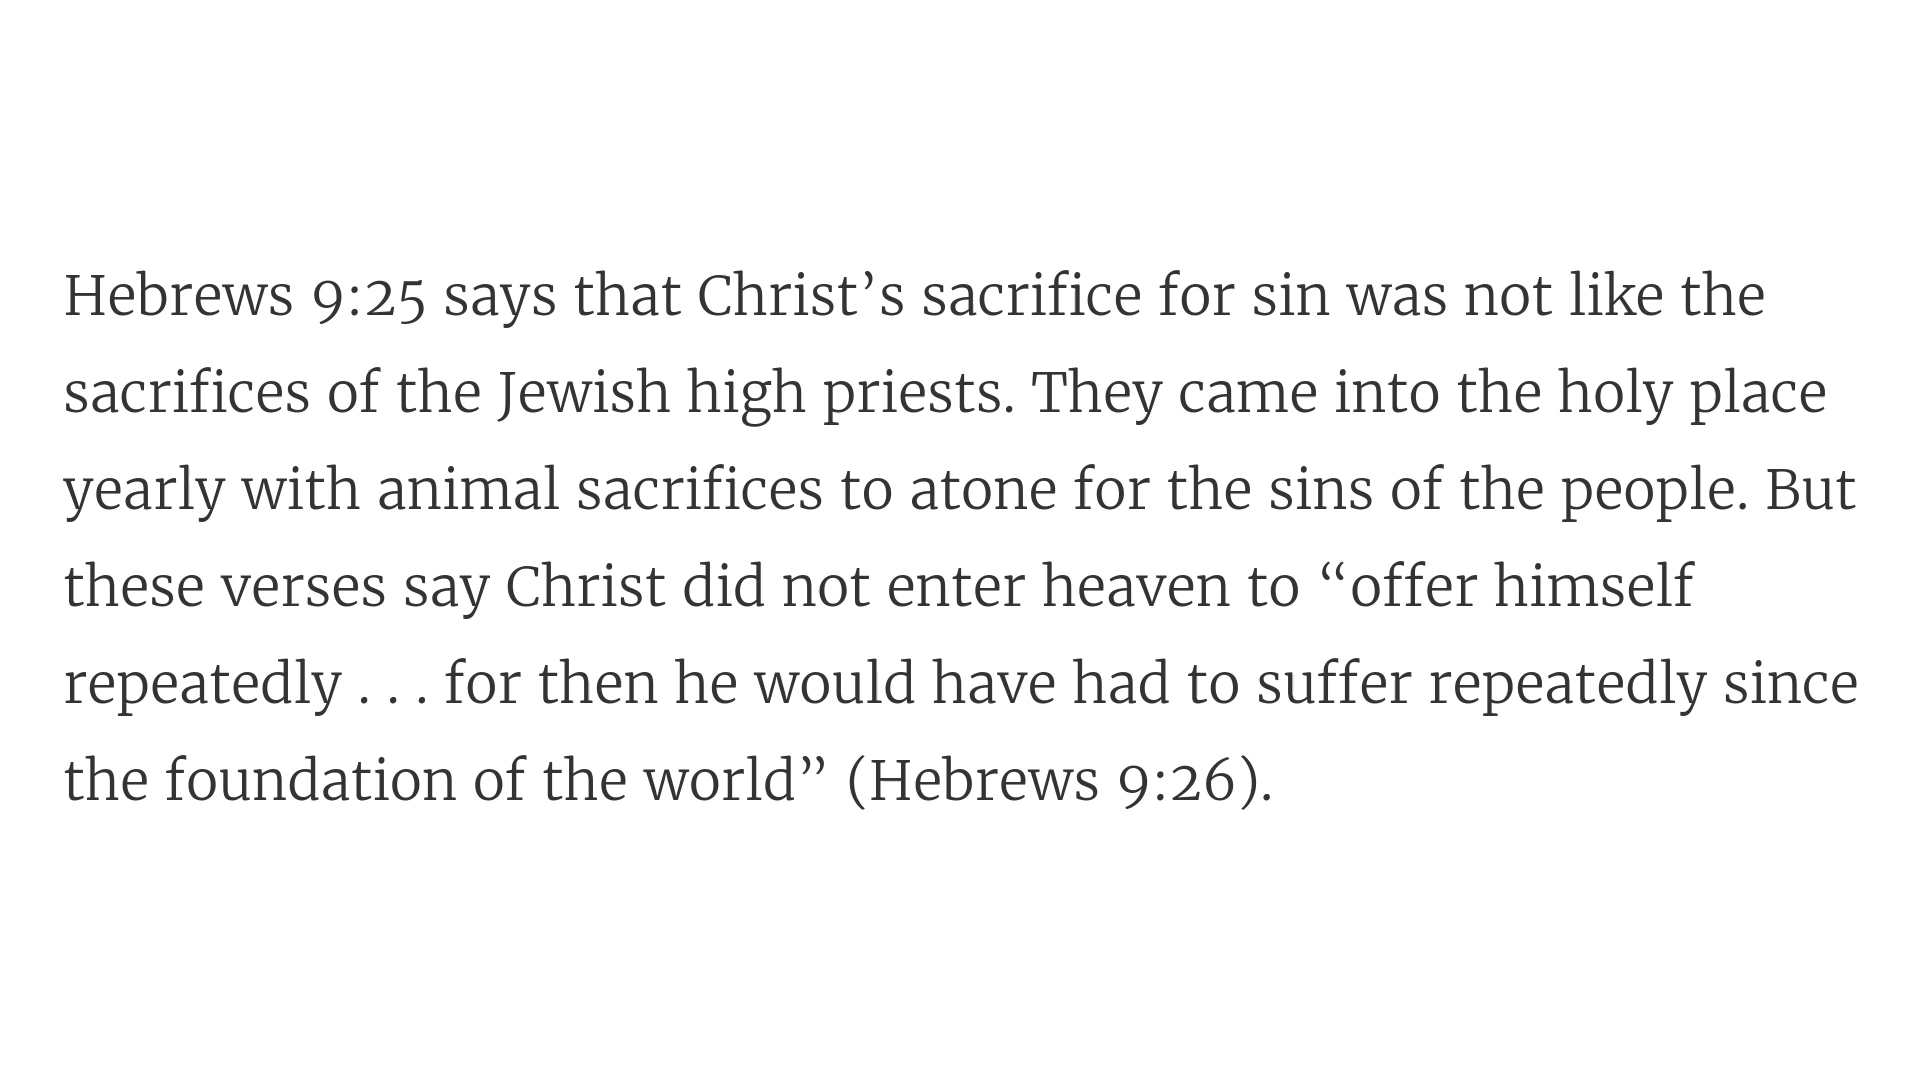 Hebrews 9:25 says that Christ’s sacrifice for sin was not like the
sacrifices of the Jewish high priests. They came into the holy place
yearly with animal sacrifices to atone for the sins of the people. But
these verses say Christ did not enter heaven to “offer himself
repeatedly . . . for then he would have had to suffer repeatedly since
the foundation of the world” (Hebrews 9:26).